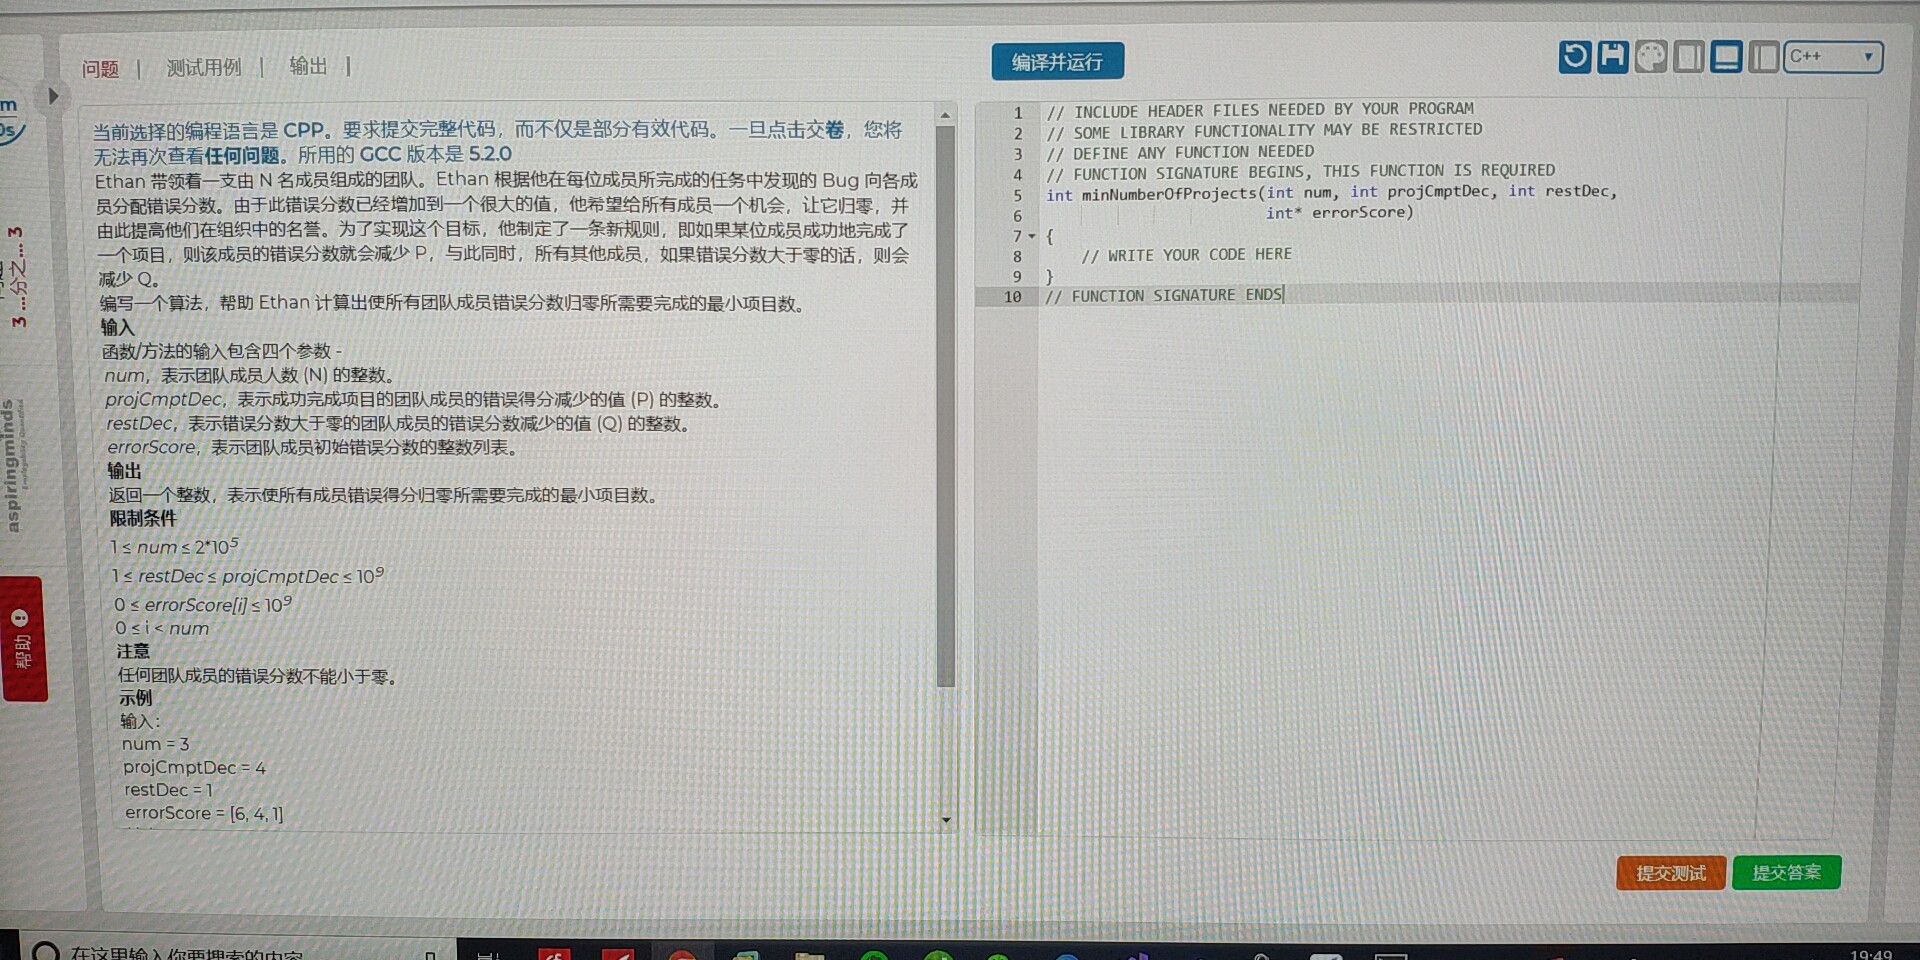 问题 | 测试用例 | 输出 |
编译并运行
C++
当前选择的编程语言是 CPP。要求提交完整代码，而不仅是部分有效代码。一旦点击交卷，您将
无法再次查看任何问题。所用的 GCC 版本是 5.2.0
Ethan 带领着一支由 N 名成员组成的团队。Ethan 根据他在每位成员所完成的任务中发现的 Bug 向各成
员分配错误分数。由于此错误分数已经增加到一个很大的值，他希望给所有成员一个机会，让它归零，并
由此提高他们在组织中的名誉。为了实现这个目标，他制定了一条新规则，即如果某位成员成功地完成了
一个项目，则该成员的错误分数就会减少 P，与此同时，所有其他成员，如果错误分数大于零的话，则会
减少 Q。
编写一个算法，帮助 Ethan 计算出使所有团队成员错误分数归零所需要完成的最小项目数。
输入
函数/方法的输入包含四个参数 -
num，表示团队成员人数 (N) 的整数。
projCmptDec，表示成功完成项目的团队成员的错误得分减少的值 (P) 的整数。
restDec，表示错误分数大于零的团队成员的错误分数减少的值 (Q) 的整数。
errorScore，表示团队成员初始错误分数的整数列表。
输出
返回一个整数，表示使所有成员错误得分归零所需要完成的最小项目数。
限制条件
1 ≤ num ≤ 2*10⁵
1 ≤ restDec ≤ projCmptDec ≤ 10⁹
0 ≤ errorScore[i] ≤ 10⁹
0 ≤ i < num
注意
任何团队成员的错误分数不能小于零。
示例
输入：
num = 3
projCmptDec = 4
restDec = 1
errorScore = [6, 4, 1]
1 // INCLUDE HEADER FILES NEEDED BY YOUR PROGRAM
2 // SOME LIBRARY FUNCTIONALITY MAY BE RESTRICTED
3 // DEFINE ANY FUNCTION NEEDED
4 // FUNCTION SIGNATURE BEGINS, THIS FUNCTION IS REQUIRED
5 int minNumberOfProjects(int num, int projCmptDec, int restDec,
6 int* errorScore)
7 {
8 // WRITE YOUR CODE HERE
9 }
10 // FUNCTION SIGNATURE ENDS
提交测试
提交答案
3 ...分之... 3
aspiringminds
帮助
在这里输入你要搜索的内容
19:49